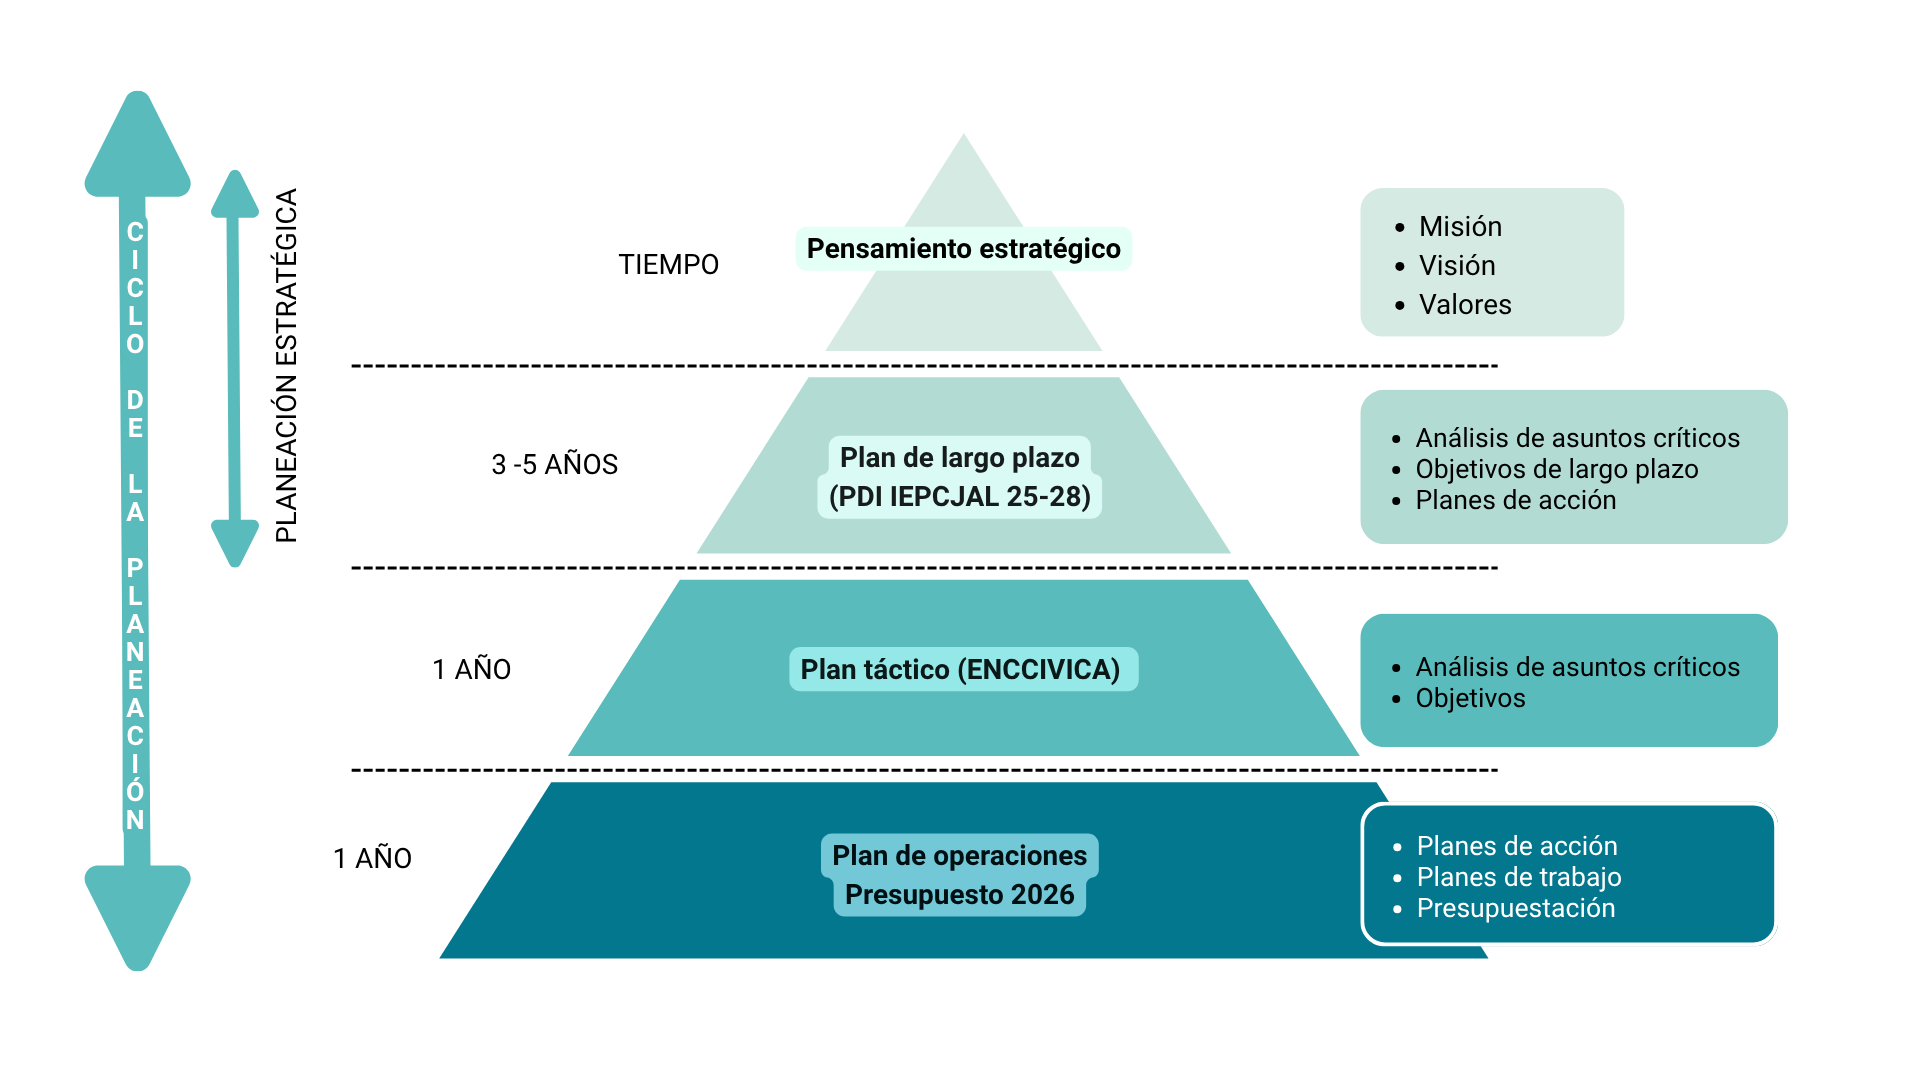 CICLO DE LA PLANEACIÓN
PLANEACIÓN ESTRATÉGICA
TIEMPO
Pensamiento estratégico
• Misión
• Visión
• Valores
3 -5 AÑOS
Plan de largo plazo
(PDI IEPCJAL 25-28)
• Análisis de asuntos críticos
• Objetivos de largo plazo
• Planes de acción
1 AÑO
Plan táctico (ENCCIVICA)
• Análisis de asuntos críticos
• Objetivos
1 AÑO
Plan de operaciones
Presupuesto 2026
• Planes de acción
• Planes de trabajo
• Presupuestación